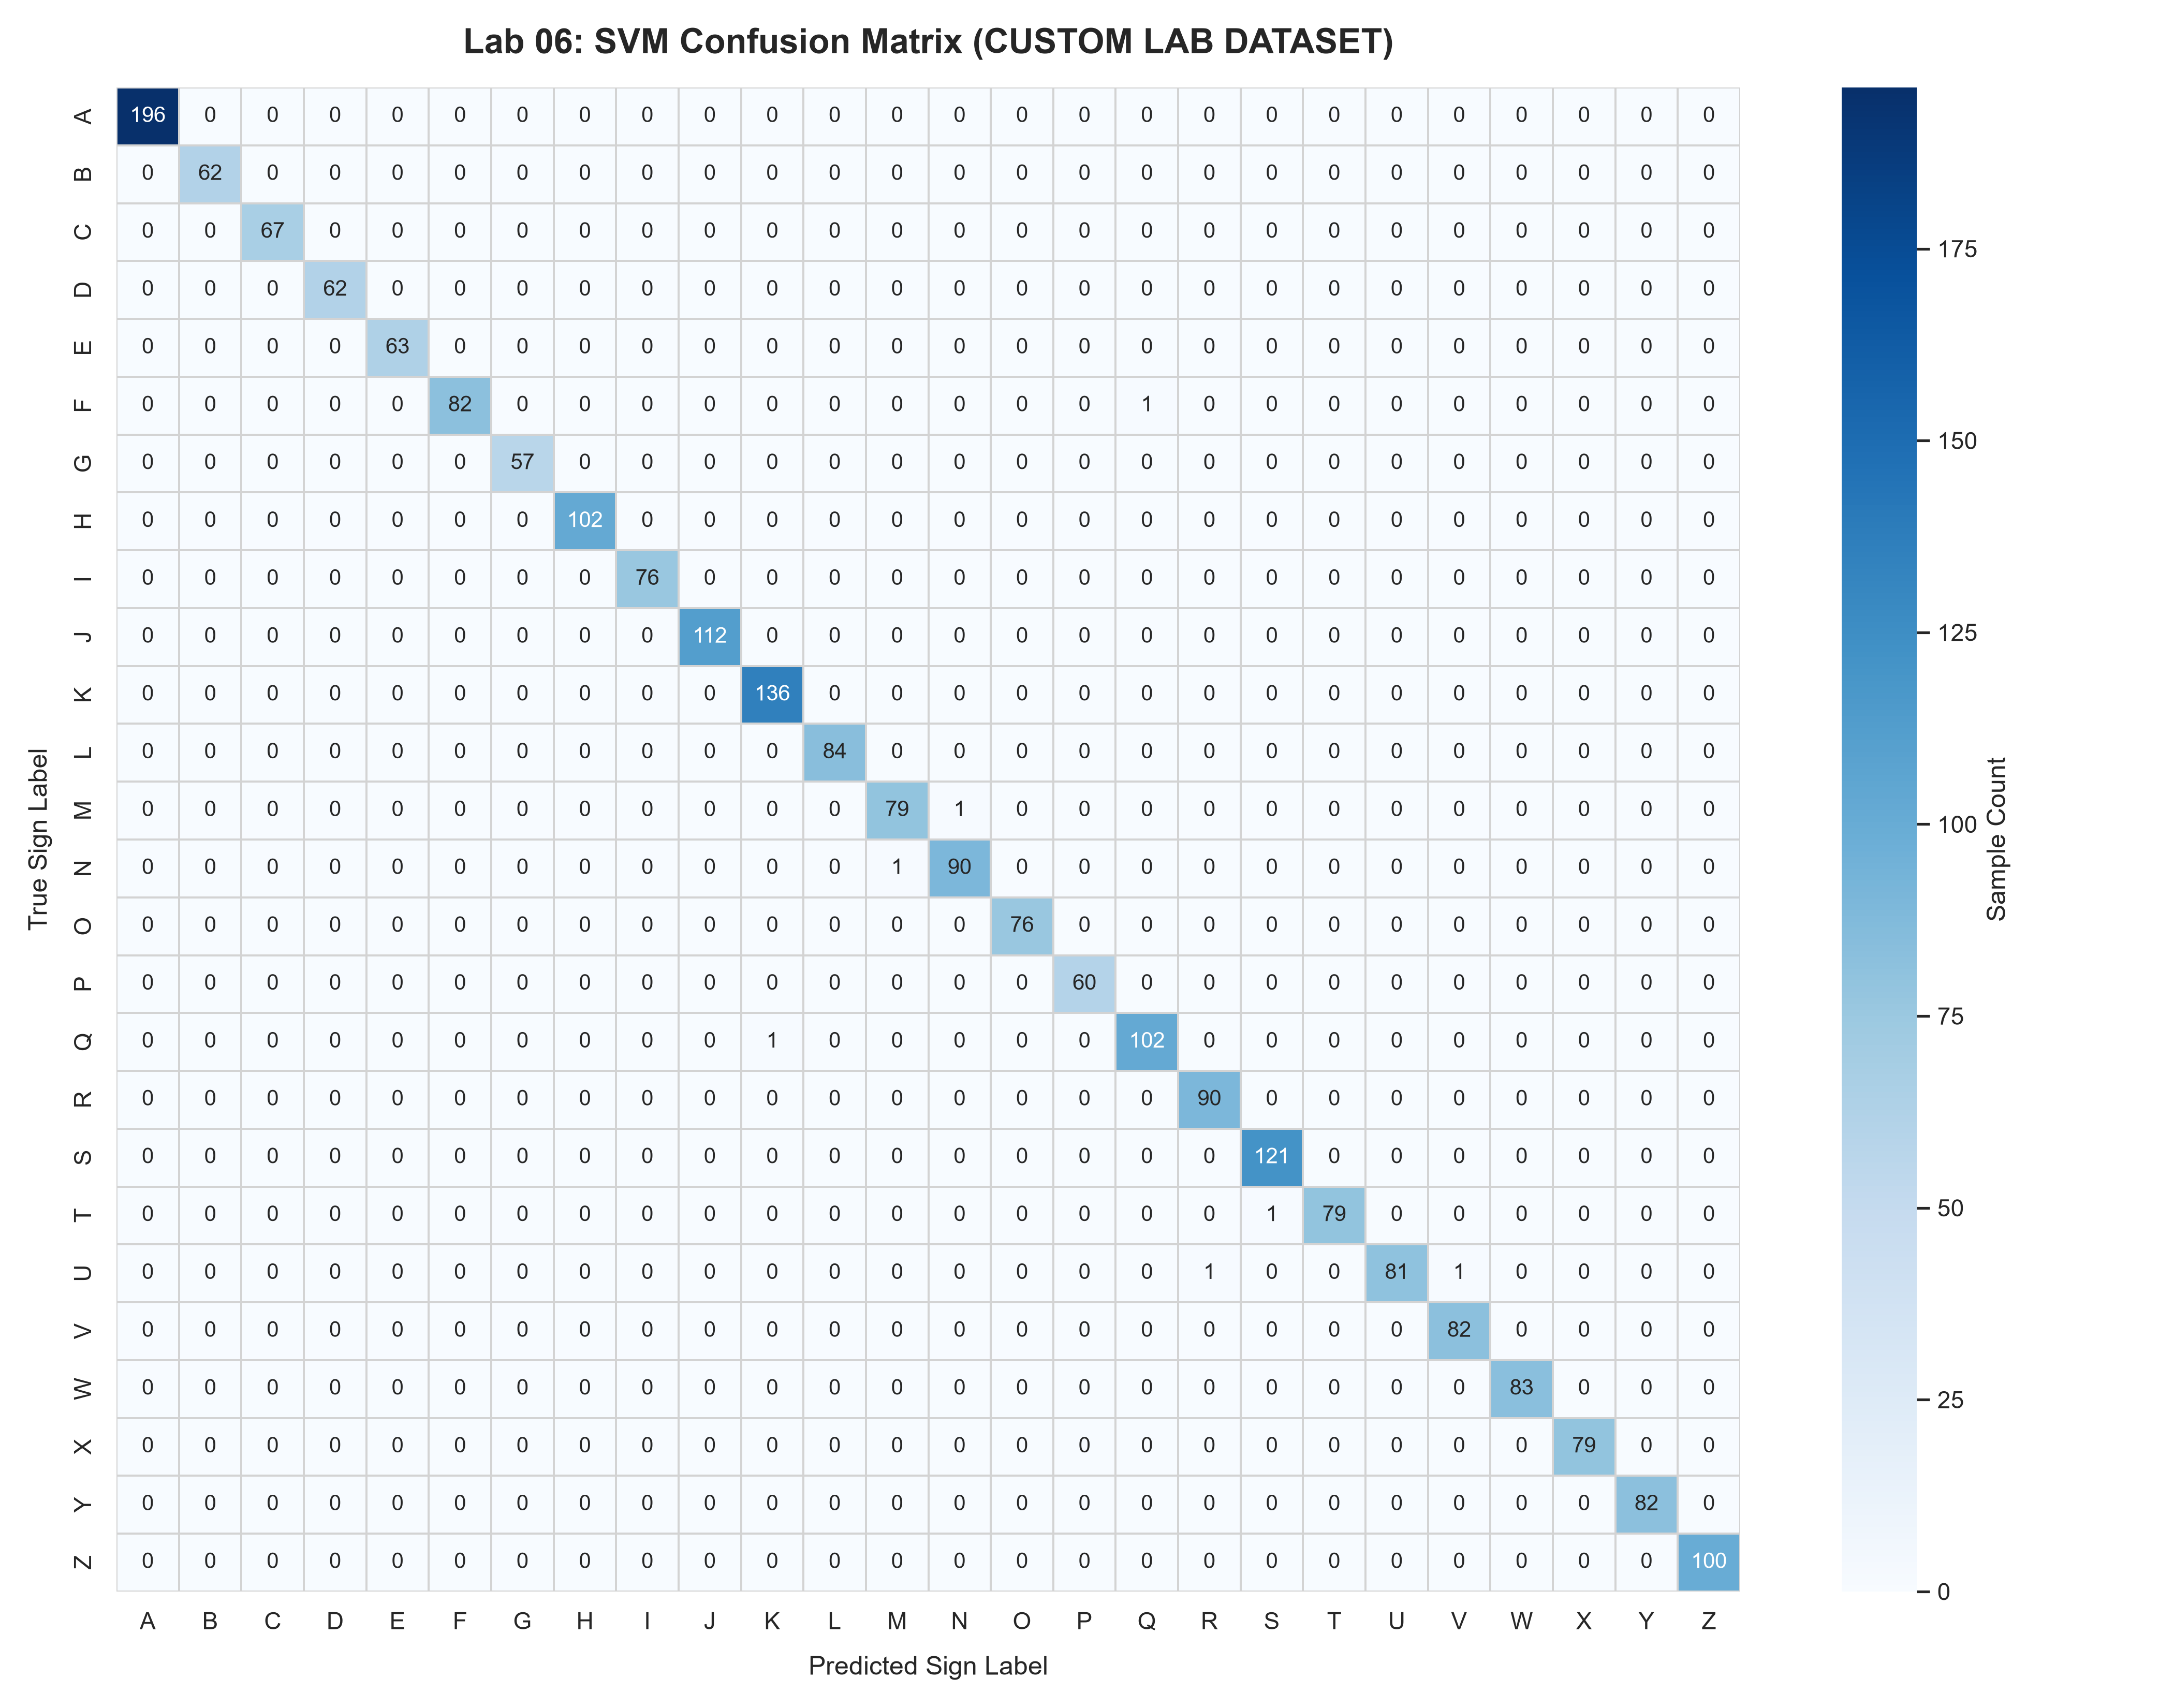 Lab 06: SVM Confusion Matrix (CUSTOM LAB DATASET)
A 196 0 0 0 0 0 0 0 0 0 0 0 0 0 0 0 0 0 0 0 0 0 0 0 0 0
B 0 62 0 0 0 0 0 0 0 0 0 0 0 0 0 0 0 0 0 0 0 0 0 0 0 0
C 0 0 67 0 0 0 0 0 0 0 0 0 0 0 0 0 0 0 0 0 0 0 0 0 0 0
D 0 0 0 62 0 0 0 0 0 0 0 0 0 0 0 0 0 0 0 0 0 0 0 0 0 0
E 0 0 0 0 63 0 0 0 0 0 0 0 0 0 0 0 0 0 0 0 0 0 0 0 0 0
F 0 0 0 0 0 82 0 0 0 0 0 0 0 0 0 0 1 0 0 0 0 0 0 0 0 0
G 0 0 0 0 0 0 57 0 0 0 0 0 0 0 0 0 0 0 0 0 0 0 0 0 0 0
H 0 0 0 0 0 0 0 102 0 0 0 0 0 0 0 0 0 0 0 0 0 0 0 0 0 0
I 0 0 0 0 0 0 0 0 76 0 0 0 0 0 0 0 0 0 0 0 0 0 0 0 0 0
J 0 0 0 0 0 0 0 0 0 112 0 0 0 0 0 0 0 0 0 0 0 0 0 0 0 0
K 0 0 0 0 0 0 0 0 0 0 136 0 0 0 0 0 0 0 0 0 0 0 0 0 0 0
L 0 0 0 0 0 0 0 0 0 0 0 84 0 0 0 0 0 0 0 0 0 0 0 0 0 0
M 0 0 0 0 0 0 0 0 0 0 0 0 79 1 0 0 0 0 0 0 0 0 0 0 0 0
N 0 0 0 0 0 0 0 0 0 0 0 0 1 90 0 0 0 0 0 0 0 0 0 0 0 0
O 0 0 0 0 0 0 0 0 0 0 0 0 0 0 76 0 0 0 0 0 0 0 0 0 0 0
P 0 0 0 0 0 0 0 0 0 0 0 0 0 0 0 60 0 0 0 0 0 0 0 0 0 0
Q 0 0 0 0 0 0 0 0 0 0 1 0 0 0 0 0 102 0 0 0 0 0 0 0 0 0
R 0 0 0 0 0 0 0 0 0 0 0 0 0 0 0 0 0 90 0 0 0 0 0 0 0 0
S 0 0 0 0 0 0 0 0 0 0 0 0 0 0 0 0 0 0 121 0 0 0 0 0 0 0
T 0 0 0 0 0 0 0 0 0 0 0 0 0 0 0 0 0 0 1 79 0 0 0 0 0 0
U 0 0 0 0 0 0 0 0 0 0 0 0 0 0 0 0 0 1 0 0 81 1 0 0 0 0
V 0 0 0 0 0 0 0 0 0 0 0 0 0 0 0 0 0 0 0 0 0 82 0 0 0 0
W 0 0 0 0 0 0 0 0 0 0 0 0 0 0 0 0 0 0 0 0 0 0 83 0 0 0
X 0 0 0 0 0 0 0 0 0 0 0 0 0 0 0 0 0 0 0 0 0 0 0 79 0 0
Y 0 0 0 0 0 0 0 0 0 0 0 0 0 0 0 0 0 0 0 0 0 0 0 0 82 0
Z 0 0 0 0 0 0 0 0 0 0 0 0 0 0 0 0 0 0 0 0 0 0 0 0 0 100
A B C D E F G H I J K L M N O P Q R S T U V W X Y Z
Predicted Sign Label
True Sign Label
175
150
125
100
75
50
25
0
Sample Count